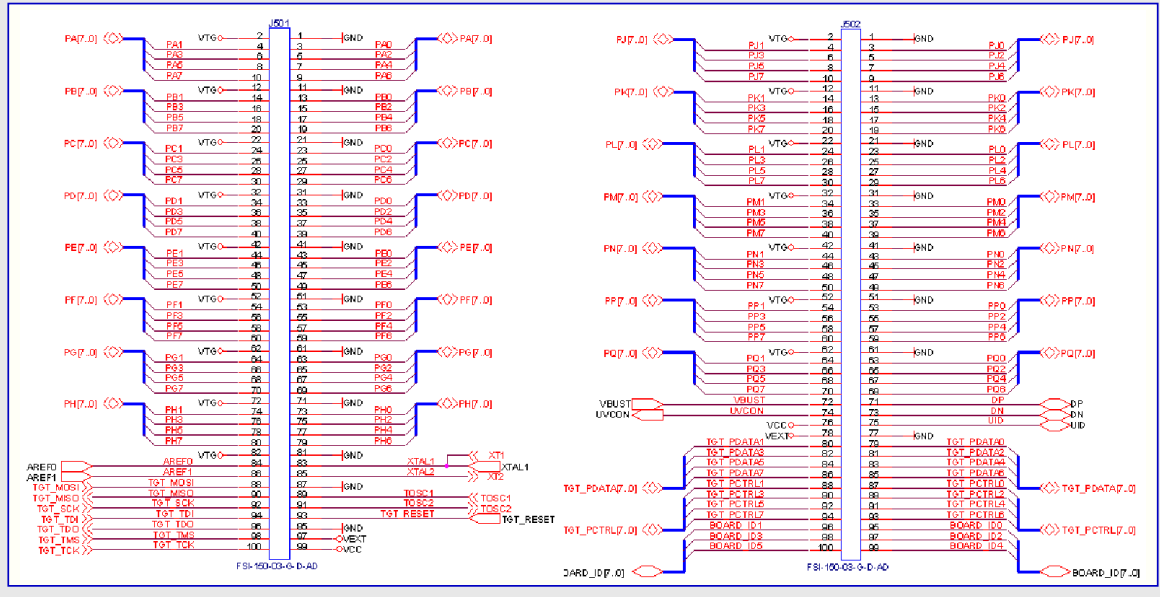 J501
PA[7..0] VTG 2 1 GND PA[7..0]
PA1 4 3 PA0
PA3 6 5 PA2
PA5 8 7 PA4
PA7 10 9 PA6
PB[7..0] VTG 12 11 GND PB[7..0]
PB1 14 13 PB0
PB3 16 15 PB2
PB5 18 17 PB4
PB7 20 19 PB6
PC[7..0] VTG 22 21 GND PC[7..0]
PC1 24 23 PC0
PC3 26 25 PC2
PC5 28 27 PC4
PC7 30 29 PC6
PD[7..0] VTG 32 31 GND PD[7..0]
PD1 34 33 PD0
PD3 36 35 PD2
PD5 38 37 PD4
PD7 40 39 PD6
PE[7..0] VTG 42 41 GND PE[7..0]
PE1 44 43 PE0
PE3 46 45 PE2
PE5 48 47 PE4
PE7 50 49 PE6
PF[7..0] VTG 52 51 GND PF[7..0]
PF1 54 53 PF0
PF3 56 55 PF2
PF5 58 57 PF4
PF7 60 59 PF6
PG[7..0] VTG 62 61 GND PG[7..0]
PG1 64 63 PG0
PG3 66 65 PG2
PG5 68 67 PG4
PG7 70 69 PG6
PH[7..0] VTG 72 71 GND PH[7..0]
PH1 74 73 PH0
PH3 76 75 PH2
PH5 78 77 PH4
PH7 80 79 PH6
VTG 82 81 GND XT1
AREF0 AREF0 84 83 XTAL1 XTAL1
AREF1 AREF1 86 85 XTAL2 XT2
TGT_MOSI TGT_MOSI 88 87 GND
TGT_MISO TGT_MISO 90 89 TOSC1 TOSC1
TGT_SCK TGT_SCK 92 91 TOSC2 TOSC2
TGT_TDI TGT_TDI 94 93 TGT_RESET TGT_RESET
TGT_TDO TGT_TDO 96 95 GND
TGT_TMS TGT_TMS 98 97 VEXT
TGT_TCK TGT_TCK 100 99 VCC
FSI-150-03-G-D-AD
J502
PJ[7..0] VTG 2 1 GND PJ[7..0]
PJ1 4 3 PJ0
PJ3 6 5 PJ2
PJ5 8 7 PJ4
PJ7 10 9 PJ6
PK[7..0] VTG 12 11 GND PK[7..0]
PK1 14 13 PK0
PK3 16 15 PK2
PK5 18 17 PK4
PK7 20 19 PK6
PL[7..0] VTG 22 21 GND PL[7..0]
PL1 24 23 PL0
PL3 26 25 PL2
PL5 28 27 PL4
PL7 30 29 PL6
PM[7..0] VTG 32 31 GND PM[7..0]
PM1 34 33 PM0
PM3 36 35 PM2
PM5 38 37 PM4
PM7 40 39 PM6
PN[7..0] VTG 42 41 GND PN[7..0]
PN1 44 43 PN0
PN3 46 45 PN2
PN5 48 47 PN4
PN7 50 49 PN6
PP[7..0] VTG 52 51 GND PP[7..0]
PP1 54 53 PP0
PP3 56 55 PP2
PP5 58 57 PP4
PP7 60 59 PP6
PQ[7..0] VTG 62 61 GND PQ[7..0]
PQ1 64 63 PQ0
PQ3 66 65 PQ2
PQ5 68 67 PQ4
PQ7 70 69 PQ6
VBUST VBUST 72 71 DP DP
UVCON UVCON 74 73 DN DN
VCC 76 75 UID UID
VEXT 78 77 GND
TGT_PDATA1 80 79 TGT_PDATA0
TGT_PDATA3 82 81 TGT_PDATA2
TGT_PDATA5 84 83 TGT_PDATA4
TGT_PDATA7 86 85 TGT_PDATA6
TGT_PDATA[7..0] TGT_PCTRL1 88 87 TGT_PCTRL0 TGT_PDATA[7..0]
TGT_PCTRL3 90 89 TGT_PCTRL2
TGT_PCTRL5 92 91 TGT_PCTRL4
TGT_PCTRL7 94 93 TGT_PCTRL6
TGT_PCTRL[7..0] BOARD_ID1 96 95 BOARD_ID0 TGT_PCTRL[7..0]
BOARD_ID3 98 97 BOARD_ID2
BOARD_ID5 100 99 BOARD_ID4
FSI-150-03-G-D-AD
OARD_ID[7..0] BOARD_ID[7..0]